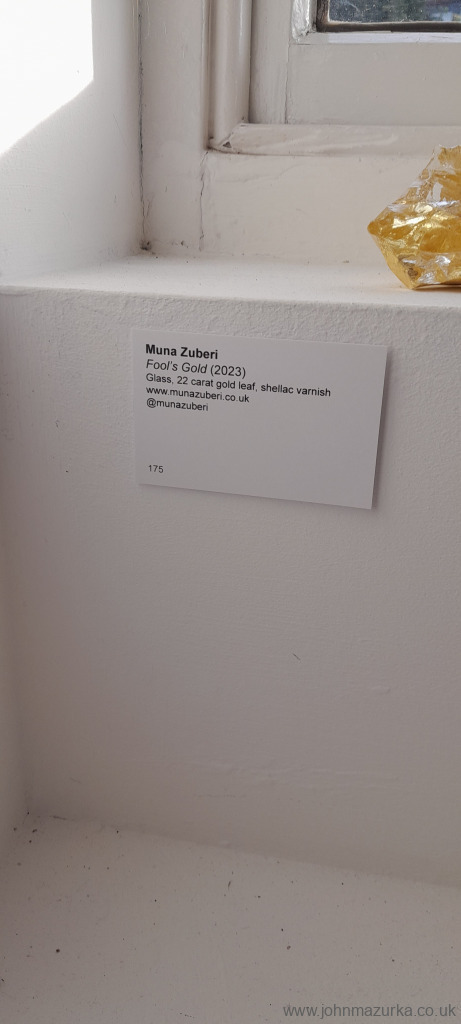 Muna Zuberi
Fool's Gold (2023)
Glass, 22 carat gold leaf, shellac varnish
www.munazuberi.co.uk
@munazuberi
175
www.johnmazurka.co.uk